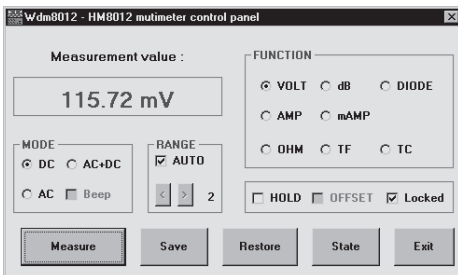 Wdm8012 - HM8012 mutimeter control panel
Measurement value :
115.72 mV
FUNCTION
VOLT dB DIODE
AMP mAMP
OHM TF TC
MODE
DC AC+DC
AC Beep
RANGE
AUTO
< > 2
HOLD OFFSET Locked
Measure Save Restore State Exit